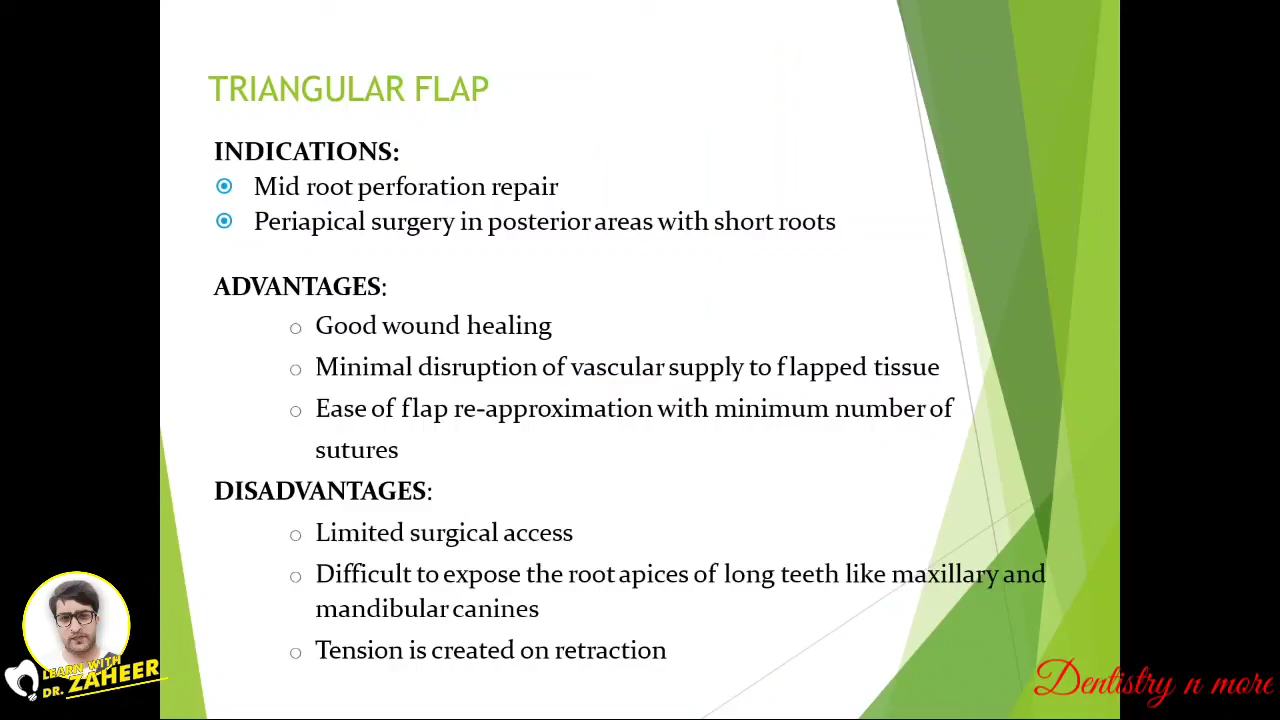 TRIANGULAR FLAP
INDICATIONS:
Mid root perforation repair
Periapical surgery in posterior areas with short roots
ADVANTAGES:
Good wound healing
Minimal disruption of vascular supply to flapped tissue
Ease of flap re-approximation with minimum number of
sutures
DISADVANTAGES:
Limited surgical access
Difficult to expose the root apices of long teeth like maxillary and
mandibular canines
Tension is created on retraction
LEARN WITH
DR. ZAHEER
Dentistry n more